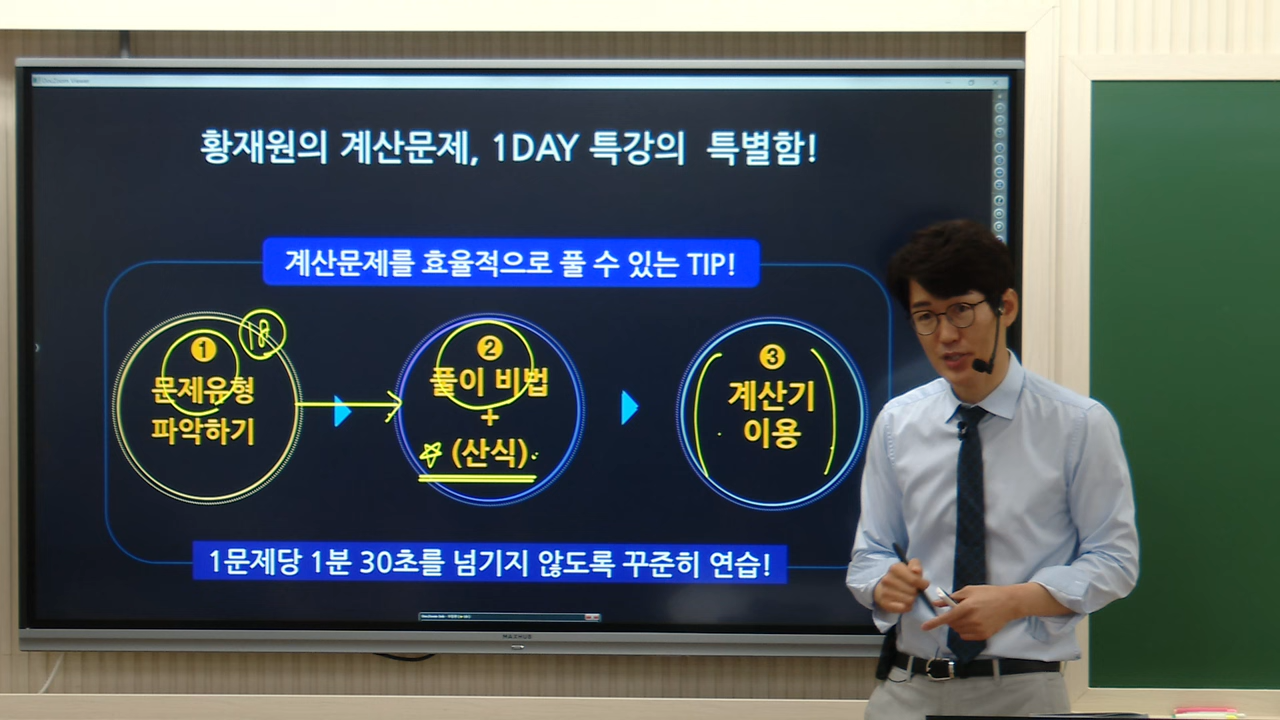 황재원의 계산문제, 1DAY 특강의 특별함!
계산문제를 효율적으로 풀 수 있는 TIP!
18
1
문제유형
파악하기
2
풀이 비법
+
(산식)
3
계산기
이용
1문제당 1분 30초를 넘기지 않도록 꾸준히 연습!